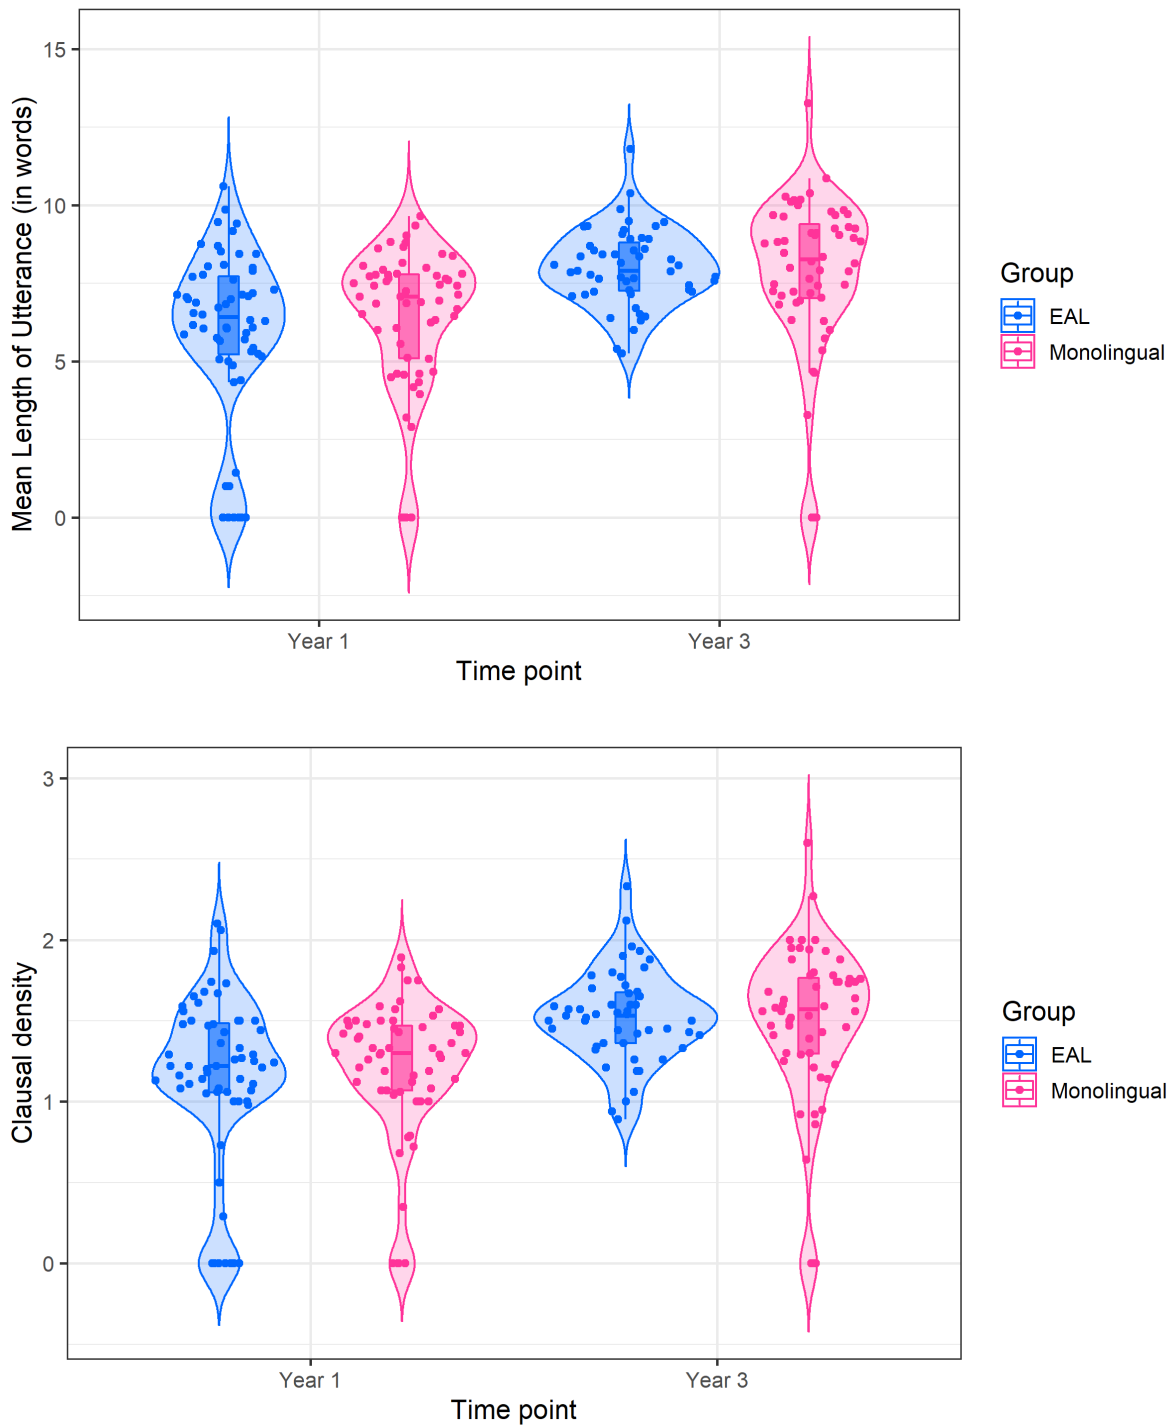 15
10
5
0
Mean Length of Utterance (in words)
Year 1
Year 3
Time point
Group
EAL
Monolingual
3
2
1
0
Clausal density
Year 1
Year 3
Time point
Group
EAL
Monolingual